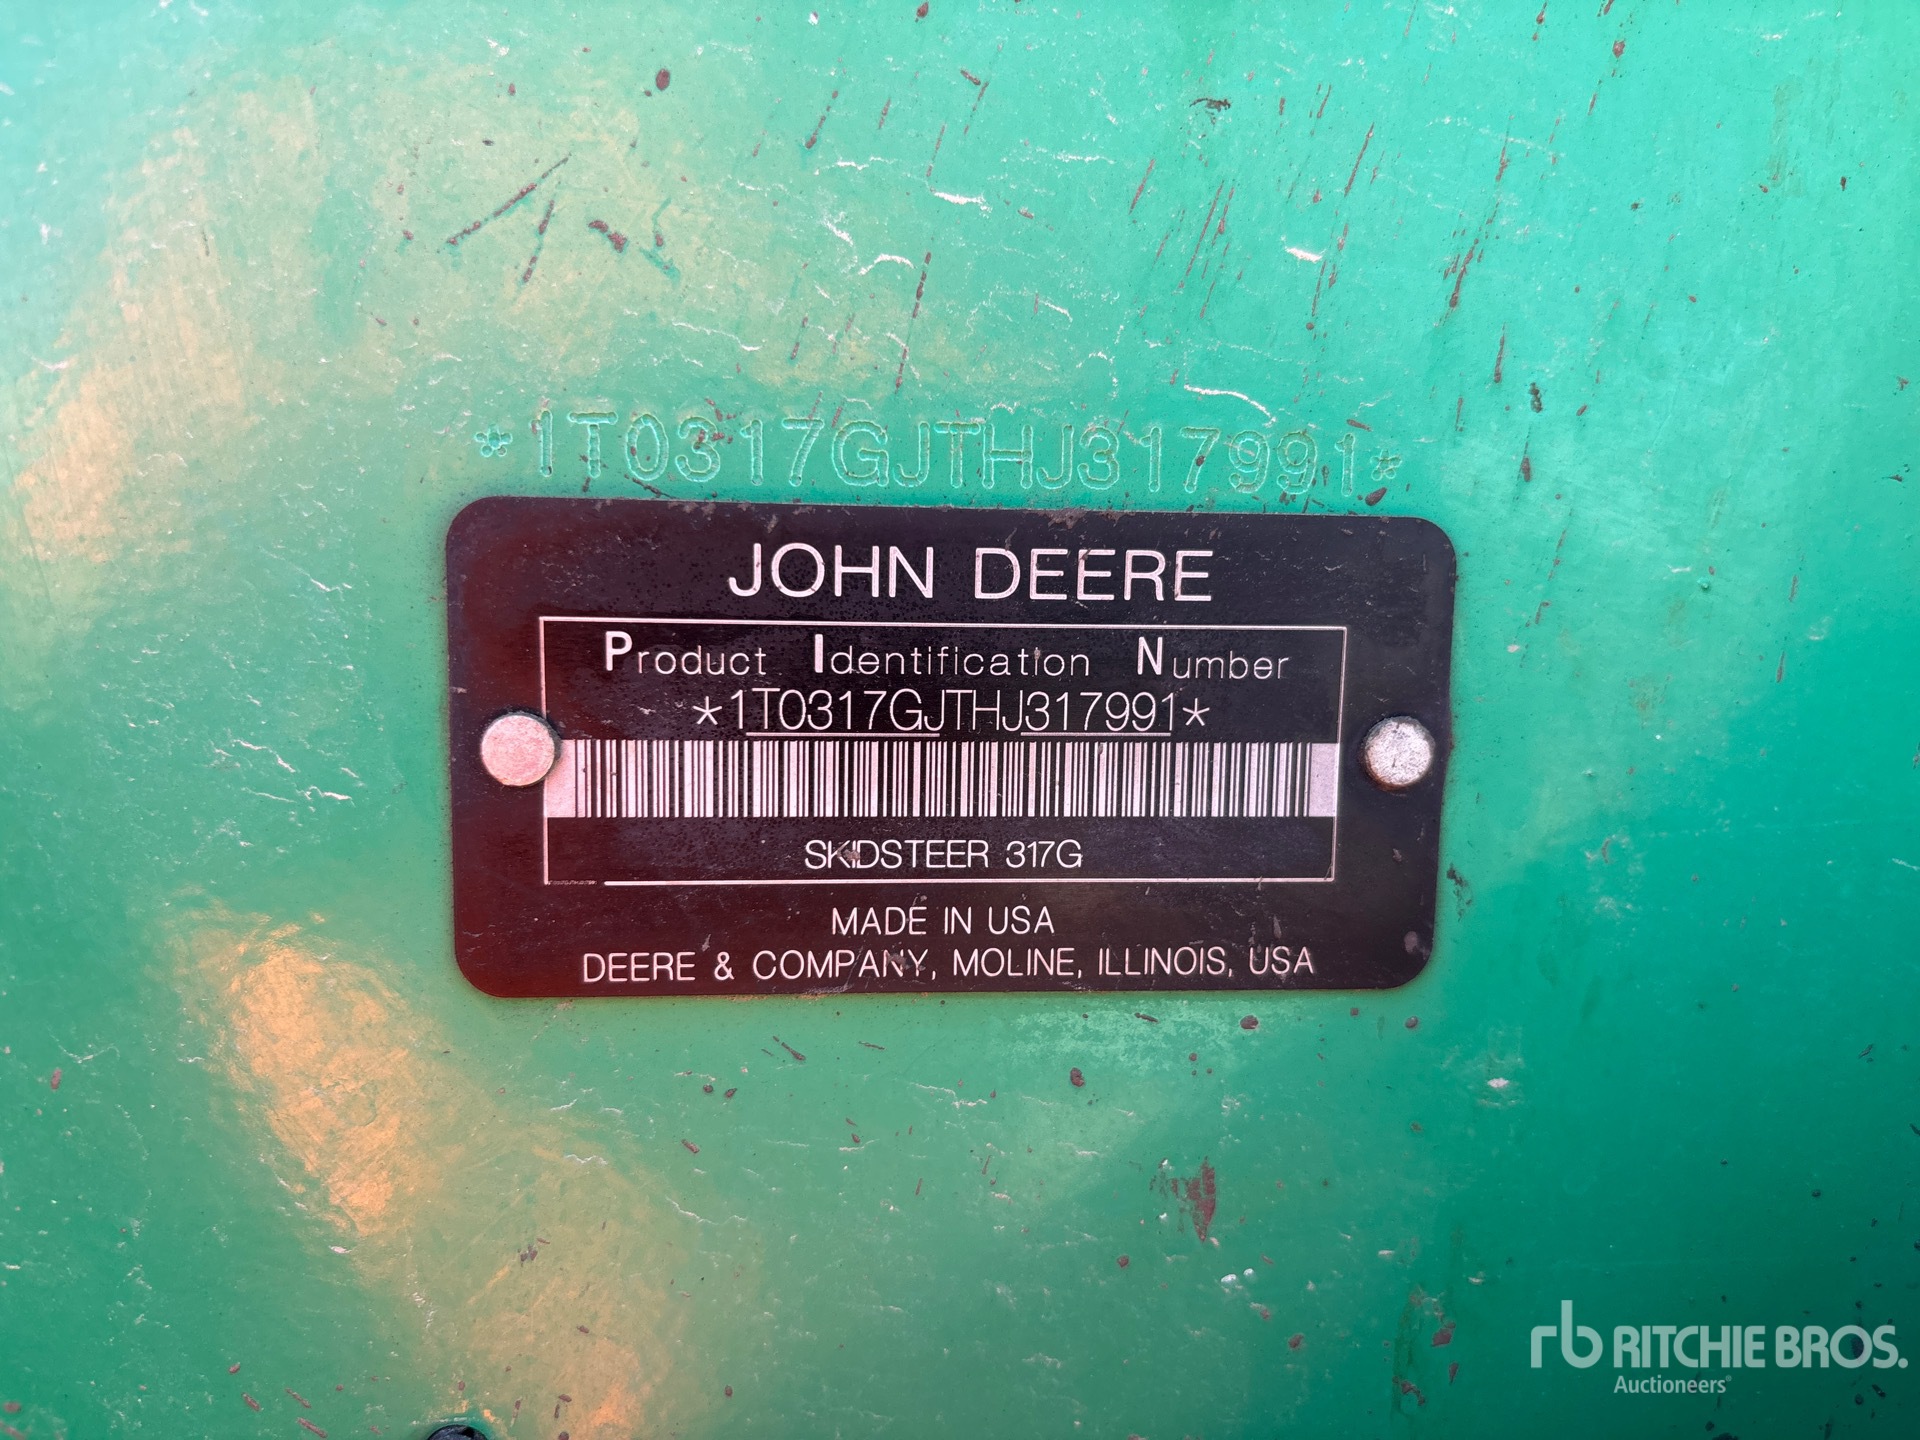 *1T0317GJTHJ317991*
JOHN DEERE
Product Identification Number
*1T0317GJTHJ317991*
SKIDSTEER 317G
MADE IN USA
DEERE & COMPANY, MOLINE, ILLINOIS, USA
rb RITCHIE BROS.
Auctioneers